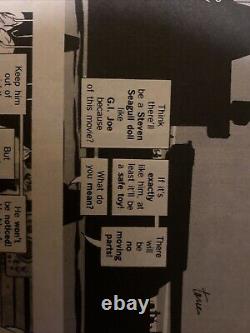 Think
there'll
be a Steven
Seagull doll
like
G.I. Joe
because
of this movie?
If it's
exactly
like him, at
least it'll be
a safe toy!
What do
you mean?
There
will
be
no
moving
parts!
Keep him
out of
But
He won't
be noticed!